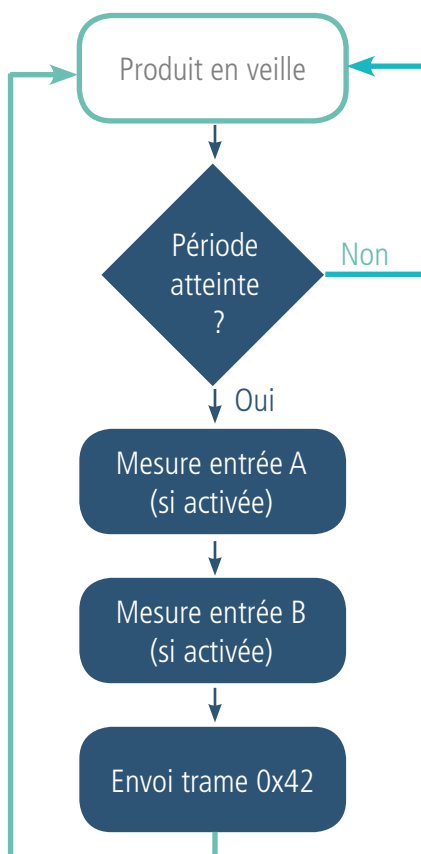 Produit en veille
Période
atteinte
?
Non
Oui
Mesure entrée A
(si activée)
Mesure entrée B
(si activée)
Envoi trame 0x42